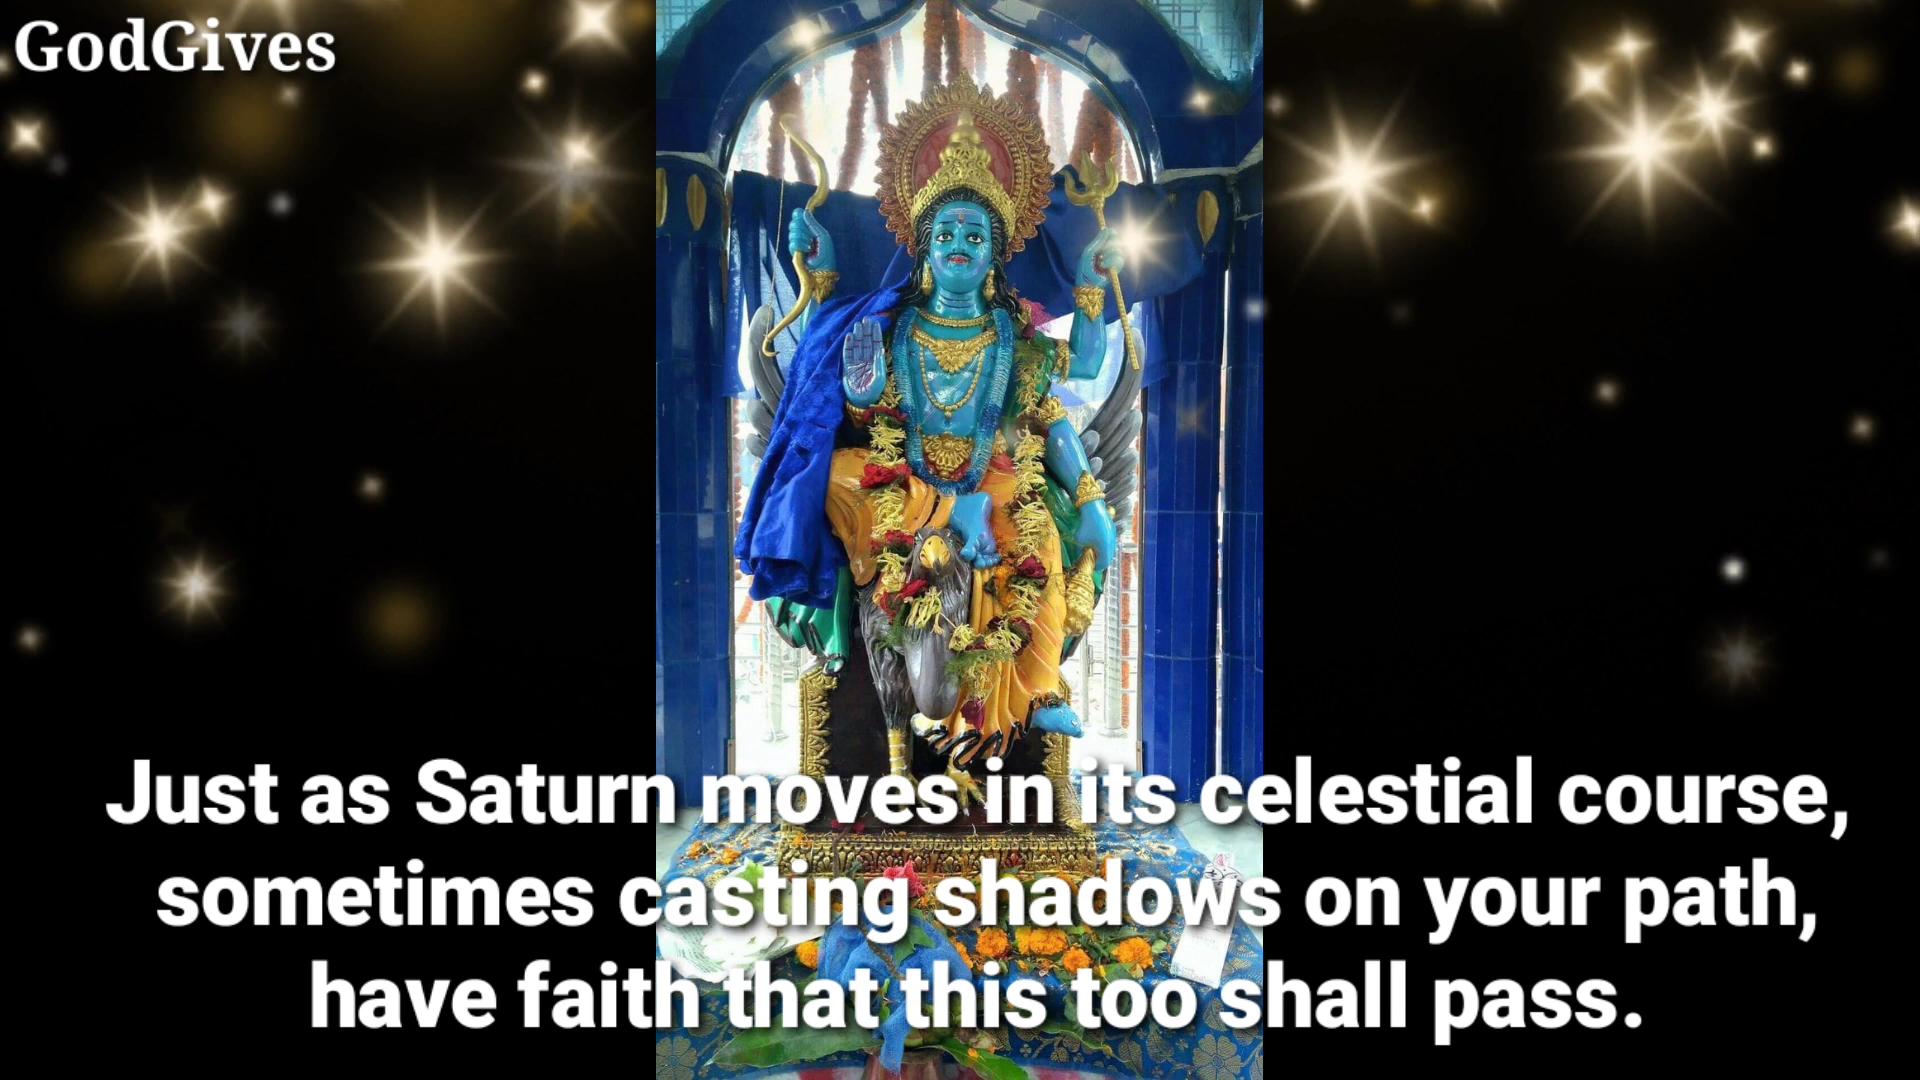 GodGives
Just as Saturn moves in its celestial course,
sometimes casting shadows on your path,
have faith that this too shall pass.